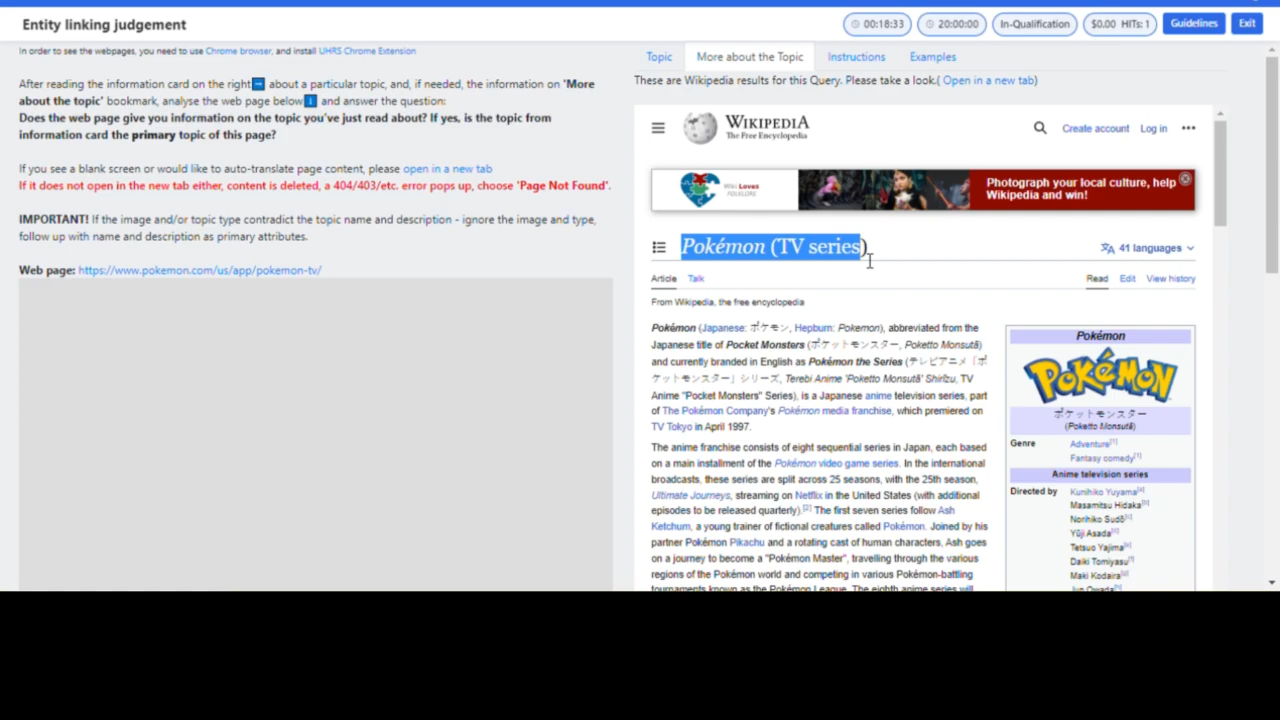 Entity linking judgement
00:18:33
20:00:00
In-Qualification
$0.00 HITs: 1
Guidelines
Exit
In order to see the webpages, you need to use Chrome browser, and install UHRS Chrome Extension
After reading the information card on the right about a particular topic, and, if needed, the information on "More
about the topic" bookmark, analyse the web page below and answer the question:
Does the web page give you information on the topic you've just read about? If yes, is the topic from
information card the primary topic of this page?
If you see a blank screen or would like to auto-translate page content, please open in a new tab
If it does not open in the new tab either, content is deleted, a 404/403/etc. error pops up, choose 'Page Not Found'.
IMPORTANT! If the image and/or topic type contradict the topic name and description - ignore the image and type,
follow up with name and description as primary attributes.
Web page: https://www.pokemon.com/us/app/pokemon-tv/
Topic
More about the Topic
Instructions
Examples
These are Wikipedia results for this Query. Please take a look.( Open in a new tab)
WIKIPEDIA
The Free Encyclopedia
Create account
Log in
Wiki Loves
FOLKLORE
Photograph your local culture, help
Wikipedia and win!
Pokémon (TV series)
41 languages
Article
Talk
Read
Edit
View history
From Wikipedia, the free encyclopedia
Pokémon (Japanese: ポケモン, Hepburn: Pokemon), abbreviated from the
Japanese title of Pocket Monsters (ポケットモンスター, Poketto Monsutā)
and currently branded in English as Pokémon the Series (テレビアニメ「ポ
ケットモンスター」シリーズ, Terebi Anime 'Poketto Monsutā' Shirīzu, TV
Anime "Pocket Monsters" Series), is a Japanese anime television series, part
of The Pokémon Company's Pokémon media franchise, which premiered on
TV Tokyo in April 1997.
The anime franchise consists of eight sequential series in Japan, each based
on a main installment of the Pokémon video game series. In the international
broadcasts, these series are split across 25 seasons, with the 25th season,
Ultimate Journeys, streaming on Netflix in the United States (with additional
episodes to be released quarterly).[2] The first seven series follow Ash
Ketchum, a young trainer of fictional creatures called Pokémon. Joined by his
partner Pokémon Pikachu and a rotating cast of human characters, Ash goes
on a journey to become a "Pokémon Master", travelling through the various
regions of the Pokémon world and competing in various Pokémon-battling
tournaments known as the Pokémon League. The eighth anime series will
Pokémon
POKéMON
ポケットモンスター
(Poketto Monsutā)
Genre
Adventure[1]
Fantasy comedy[1]
Anime television series
Directed by
Kunihiko Yuyama[a]
Masamitsu Hidaka[b]
Norihiko Sudō[c]
Yūji Asada[d]
Tetsuo Yajima[e]
Daiki Tomiyasu[f]
Maki Kodaira[g]
Jun Owada[h]